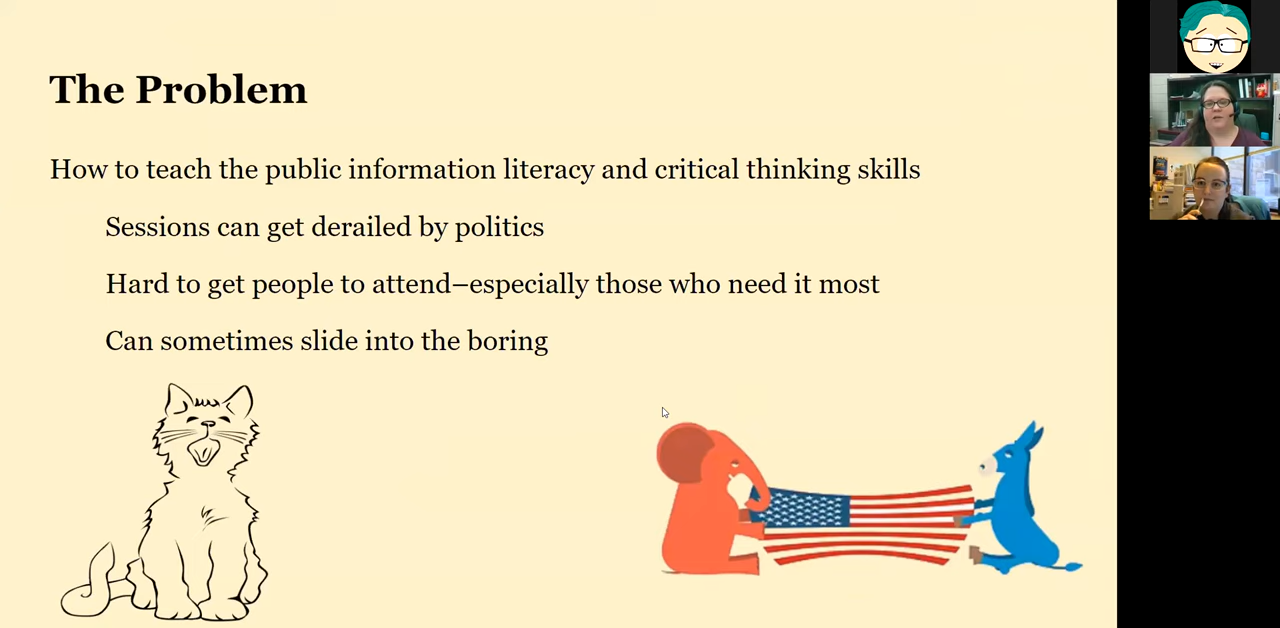 The Problem
How to teach the public information literacy and critical thinking skills
Sessions can get derailed by politics
Hard to get people to attend–especially those who need it most
Can sometimes slide into the boring